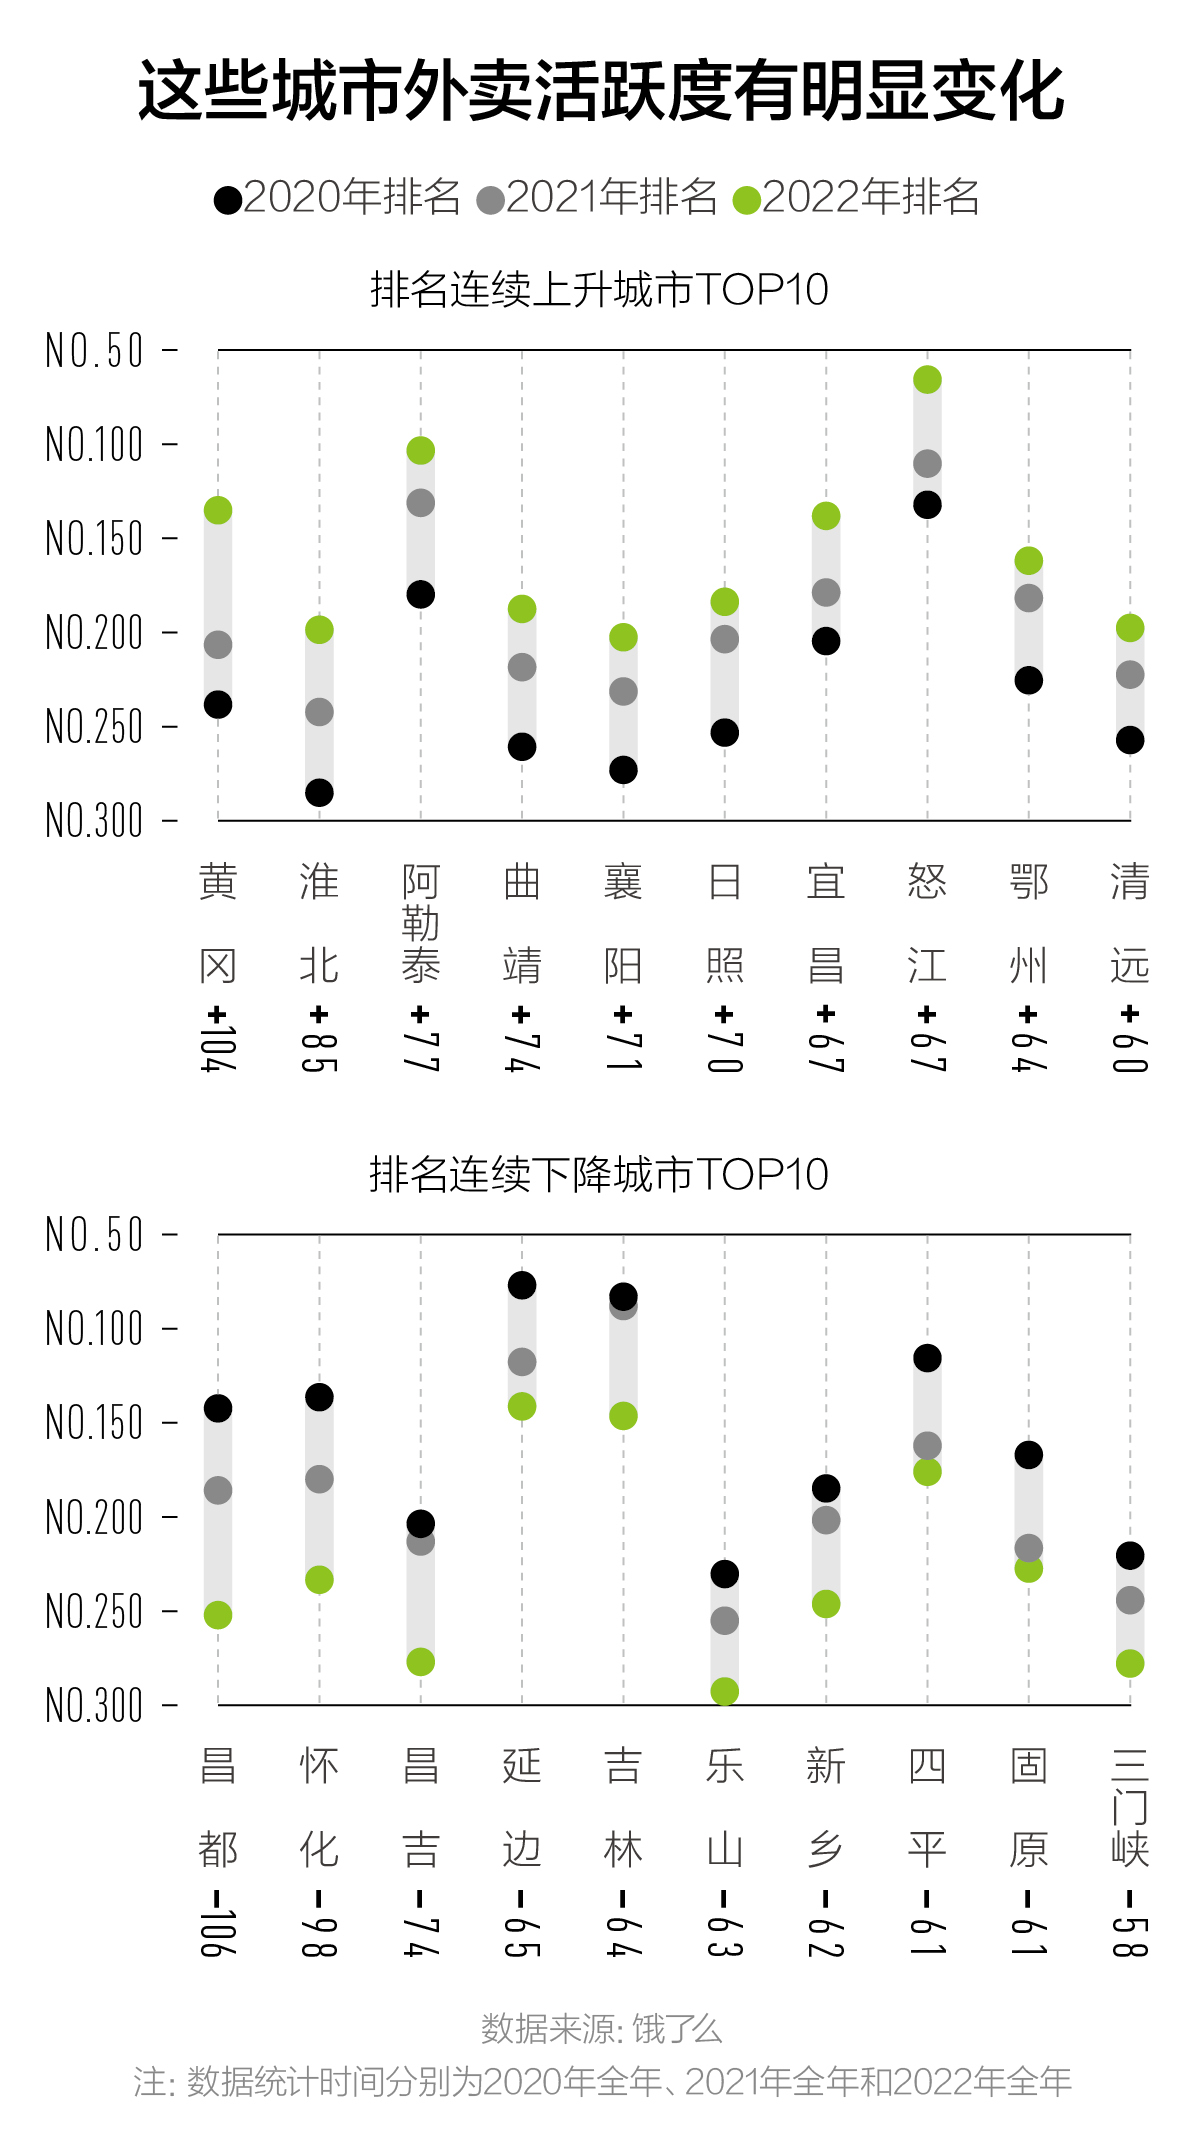 这些城市外卖活跃度有明显变化
2020年排名 2021年排名 2022年排名
排名连续上升城市TOP10
NO.50
NO.100
NO.150
NO.200
NO.250
NO.300
黄冈 +104
淮北 +85
阿勒泰 +77
曲靖 +74
襄阳 +71
日照 +70
宜昌 +67
怒江 +67
鄂州 +64
清远 +60
排名连续下降城市TOP10
NO.50
NO.100
NO.150
NO.200
NO.250
NO.300
昌都 -106
怀化 -98
昌吉 -74
延边 -65
吉林 -64
乐山 -63
新乡 -62
四平 -61
固原 -61
三门峡 -58
数据来源：饿了么
注：数据统计时间分别为2020年全年、2021年全年和2022年全年